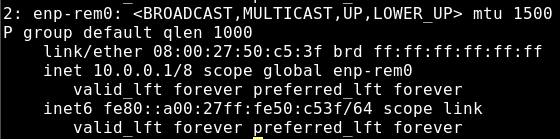 2: enp-rem0: <BROADCAST,MULTICAST,UP,LOWER_UP> mtu 1500
P group default qlen 1000
link/ether 08:00:27:50:c5:3f brd ff:ff:ff:ff:ff:ff
inet 10.0.0.1/8 scope global enp-rem0
valid_lft forever preferred_lft forever
inet6 fe80::a00:27ff:fe50:c53f/64 scope link
valid_lft forever preferred_lft forever